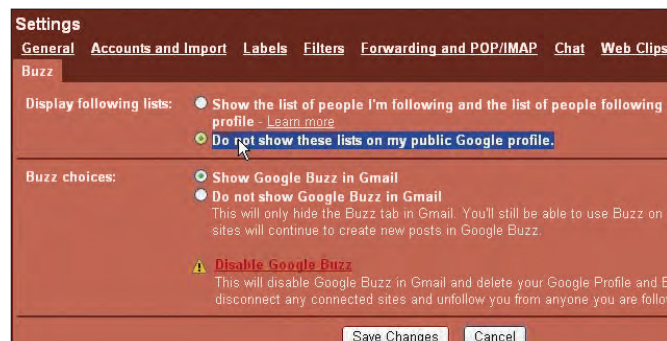 Settings
General Accounts and Import Labels Filters Forwarding and POP/IMAP Chat Web Clips
Buzz
Display following lists: Show the list of people I'm following and the list of people following
profile - Learn more
Do not show these lists on my public Google profile.
Buzz choices: Show Google Buzz in Gmail
Do not show Google Buzz in Gmail
This will only hide the Buzz tab in Gmail. You'll still be able to use Buzz on
sites will continue to create new posts in Google Buzz.
Disable Google Buzz
This will disable Google Buzz in Gmail and delete your Google Profile and
disconnect any connected sites and unfollow you from anyone you are
Save Changes Cancel